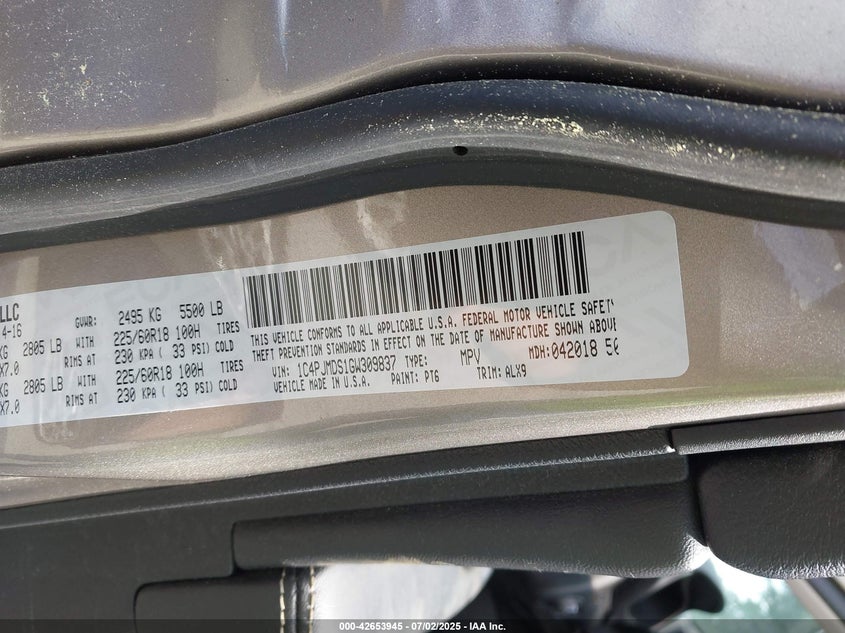 LLC
4-16
GVWR: 2495 KG 5500 LB
KG 2805 LB WITH 225/60R18 100H TIRES
X7.0 RIMS AT 230 KPA ( 33 PSI) COLD
KG 2805 LB WITH 225/60R18 100H TIRES
X7.0 RIMS AT 230 KPA ( 33 PSI) COLD
THIS VEHICLE CONFORMS TO ALL APPLICABLE U.S.A. FEDERAL MOTOR VEHICLE SAFETY
THEFT PREVENTION STANDARDS IN EFFECT ON THE DATE OF MANUFACTURE SHOWN ABOVE
VIN: 1C4PJMDS1GW309837 TYPE: MPV MDH:042018 50
MADE IN U.S.A. PAINT: PT6 TRIM: ALX9
000-42653945 - 07/02/2025 - IAA Inc.